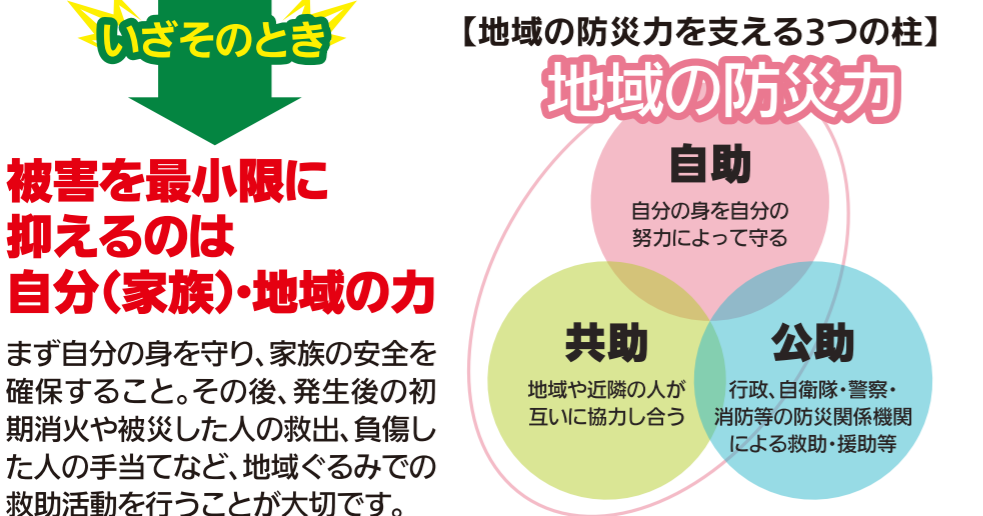 いざそのとき
被害を最小限に
抑えるのは
自分（家族）・地域の力
まず自分の身を守り、家族の安全を
確保すること。その後、発生後の初
期消火や被災した人の救出、負傷し
た人の手当てなど、地域ぐるみでの
救助活動を行うことが大切です。
【地域の防災力を支える3つの柱】
地域の防災力
自助
自分の身を自分の
努力によって守る
共助
地域や近隣の人が
互いに協力し合う
公助
行政、自衛隊・警察・
消防等の防災関係機関
による救助・援助等